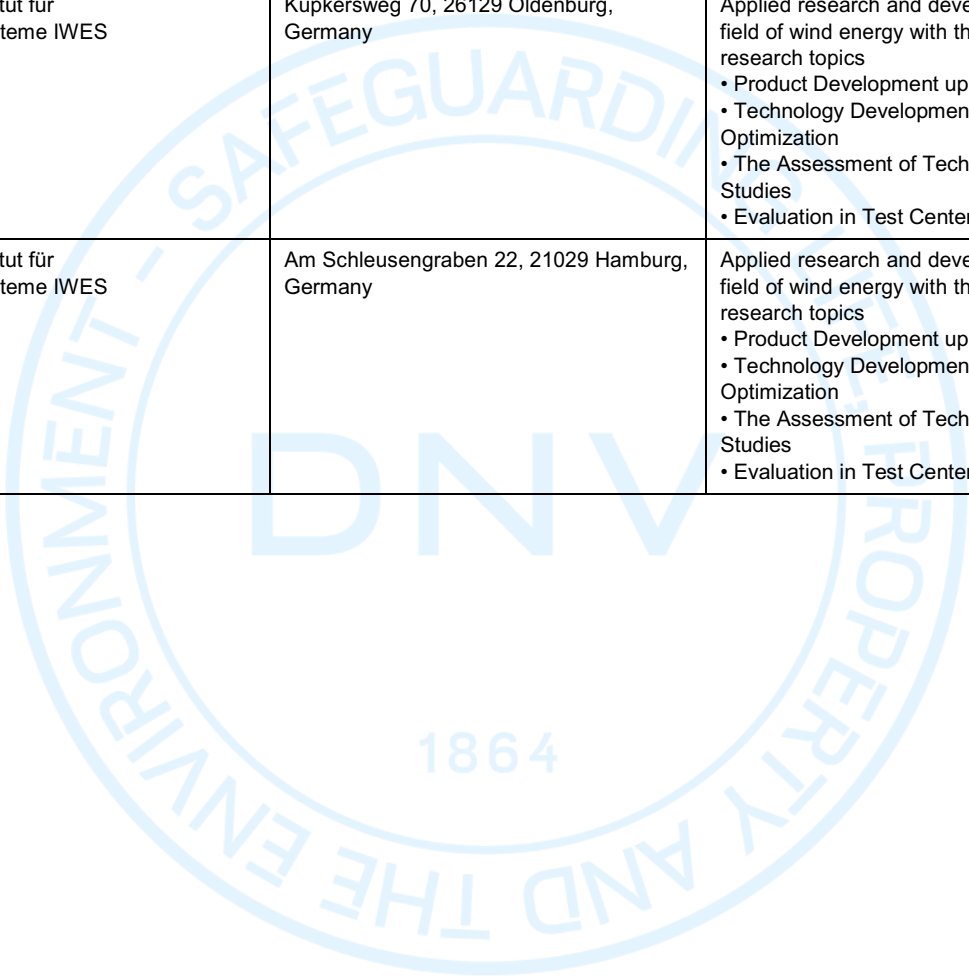 tut für
teme IWES
Küpkersweg 70, 26129 Oldenburg,
Germany
Applied research and deve
field of wind energy with th
research topics
• Product Development up
• Technology Developmen
Optimization
• The Assessment of Tech
Studies
• Evaluation in Test Center
tut für
teme IWES
Am Schleusengraben 22, 21029 Hamburg,
Germany
Applied research and deve
field of wind energy with th
research topics
• Product Development up
• Technology Developmen
Optimization
• The Assessment of Tech
Studies
• Evaluation in Test Center
SAFEGUARDING LIFE, PROPERTY AND THE ENVIRONMENT -
DNV
1864